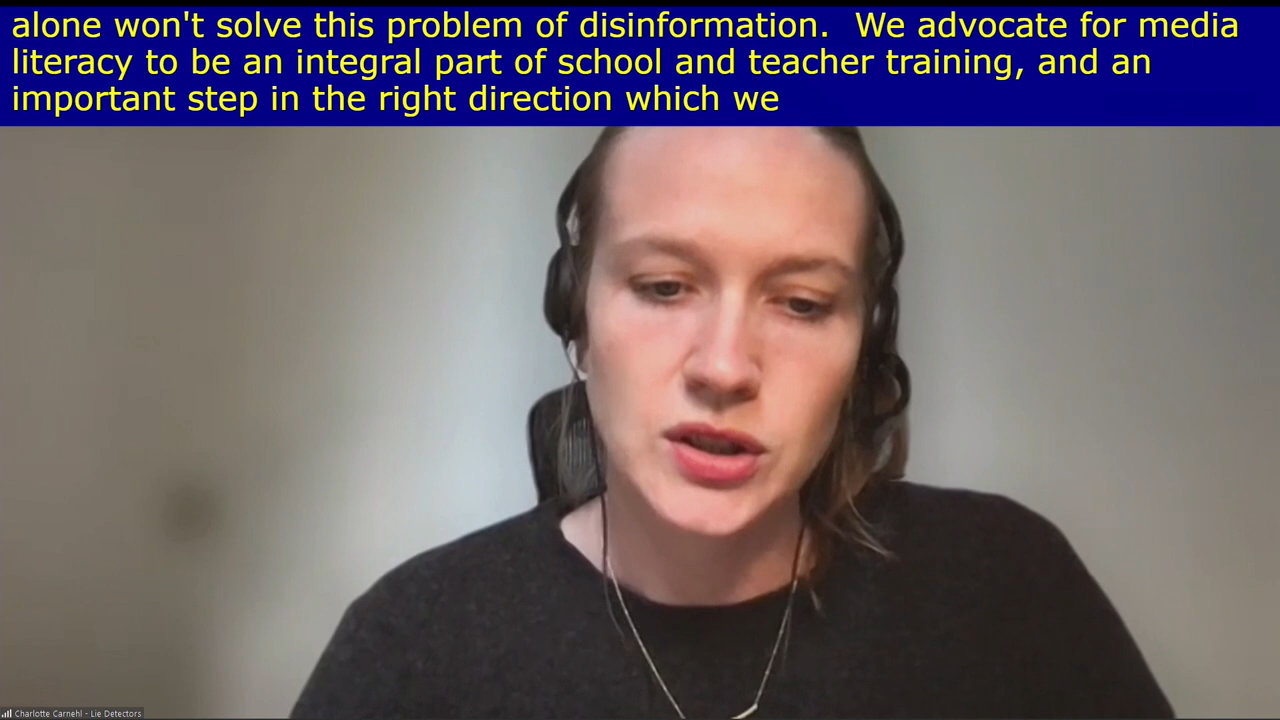 alone won't solve this problem of disinformation.  We advocate for media
literacy to be an integral part of school and teacher training, and an
important step in the right direction which we
Charlotte Carnehl - Lie Detectors